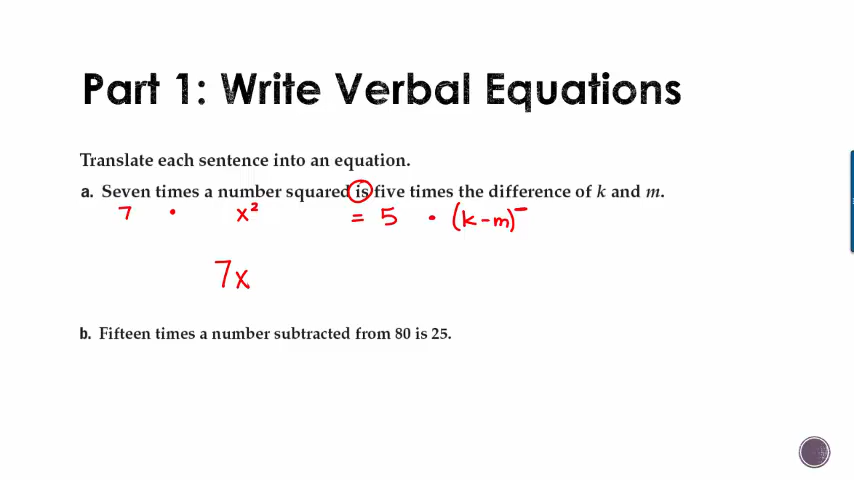 Part 1: Write Verbal Equations
Translate each sentence into an equation.
a. Seven times a number squared is five times the difference of k and m.
7 · x² = 5 · (k-m)⁻
7x
b. Fifteen times a number subtracted from 80 is 25.